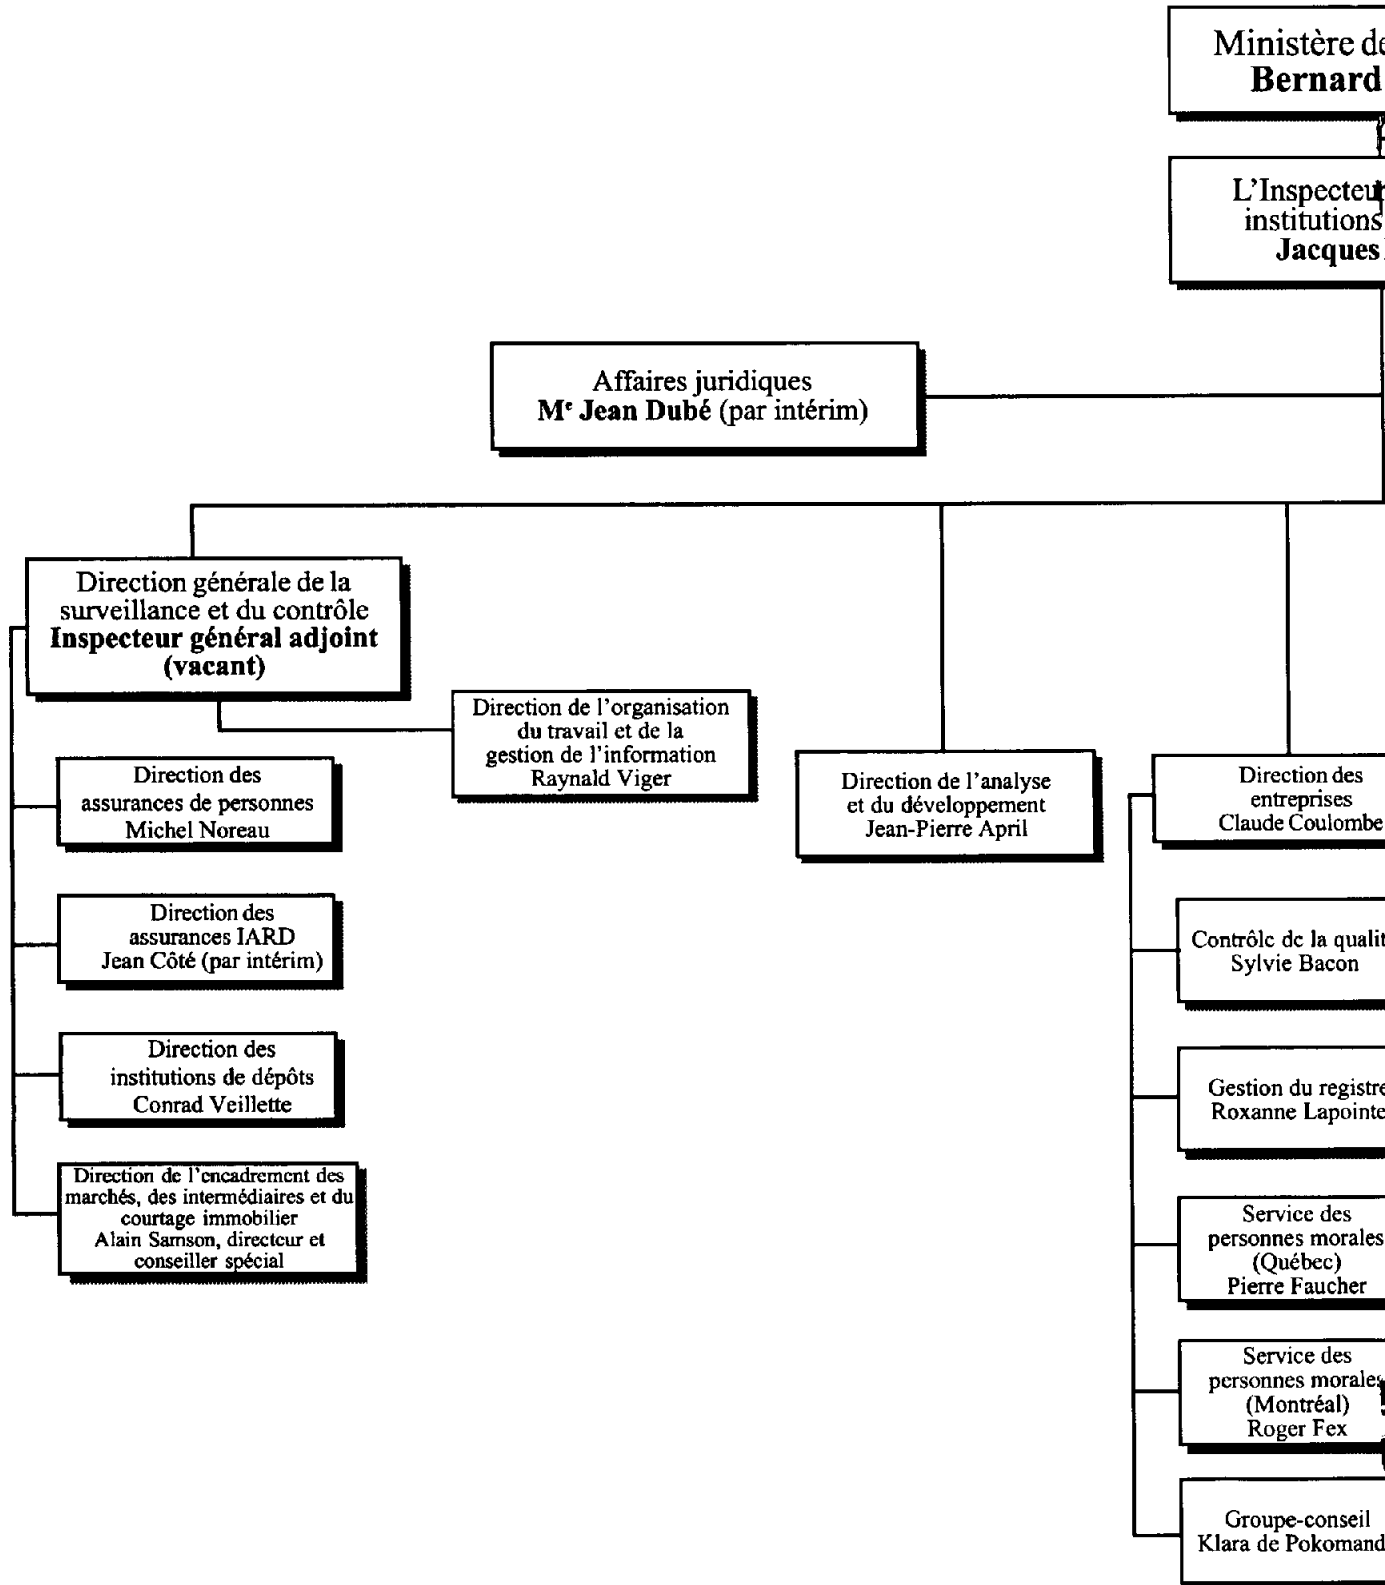 Ministère de
Bernard
L'Inspecteur
institutions
Jacques
Affaires juridiques
Me Jean Dubé (par intérim)
Direction générale de la
surveillance et du contrôle
Inspecteur général adjoint
(vacant)
Direction de l'organisation
du travail et de la
gestion de l'information
Raynald Viger
Direction des
assurances de personnes
Michel Noreau
Direction des
assurances IARD
Jean Côté (par intérim)
Direction des
institutions de dépôts
Conrad Veillette
Direction de l'encadrement des
marchés, des intermédiaires et du
courtage immobilier
Alain Samson, directeur et
conseiller spécial
Direction de l'analyse
et du développement
Jean-Pierre April
Direction des
entreprises
Claude Coulombe
Contrôle de la qualit
Sylvie Bacon
Gestion du registre
Roxanne Lapointe
Service des
personnes morales
(Québec)
Pierre Faucher
Service des
personnes morales
(Montréal)
Roger Fex
Groupe-conseil
Klara de Pokomand